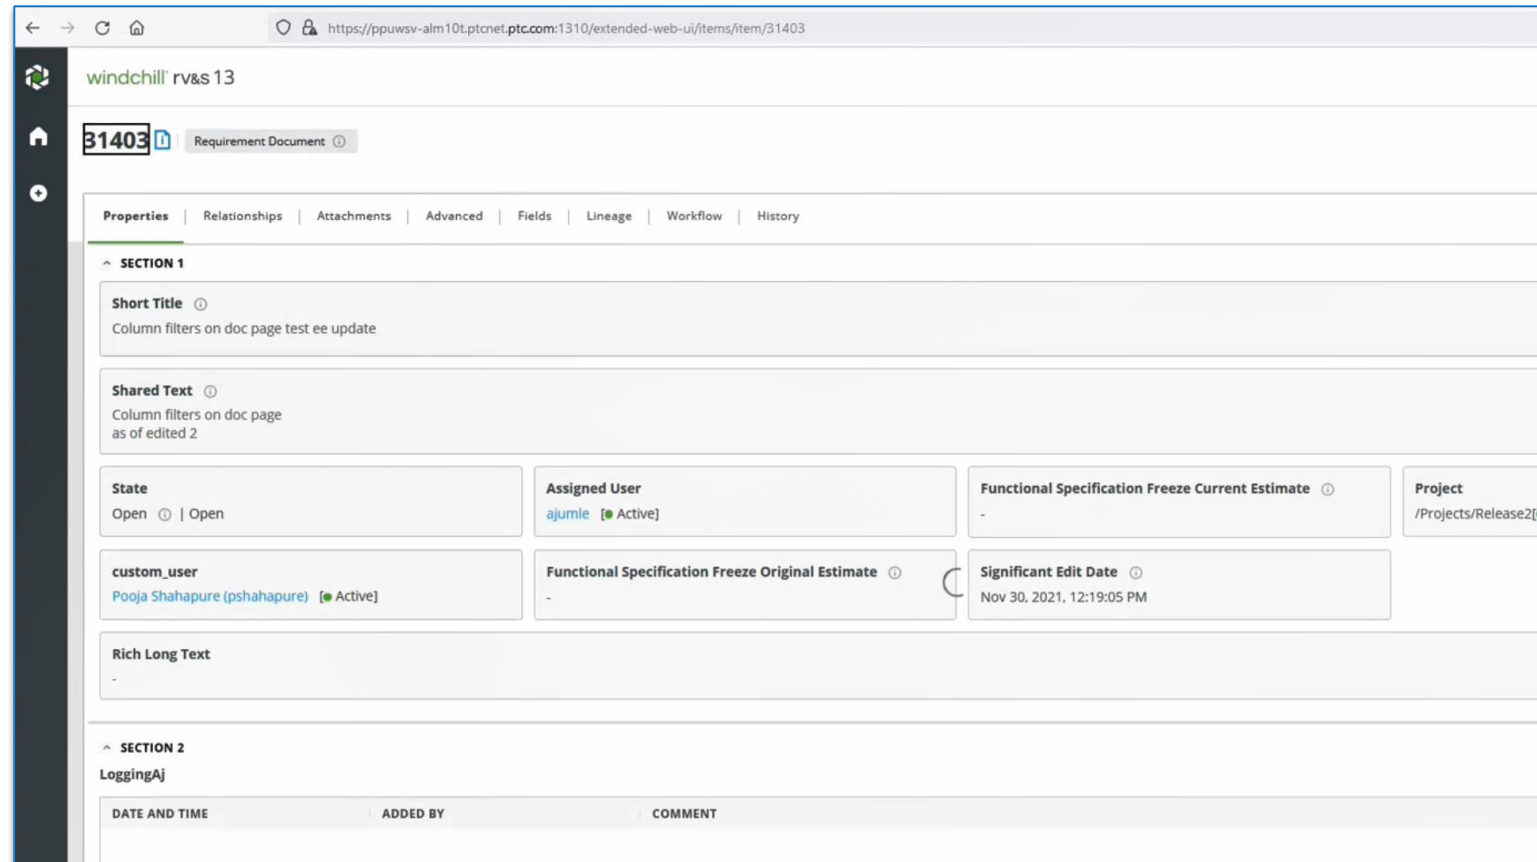 https://ppuwsv-alm10t.ptcnet.ptc.com:1310/extended-web-ui/items/item/31403
windchill rv&s 13
31403 Requirement Document
Properties | Relationships | Attachments | Advanced | Fields | Lineage | Workflow | History
SECTION 1
Short Title
Column filters on doc page test ee update
Shared Text
Column filters on doc page
as of edited 2
State
Open | Open
Assigned User
ajumle [ Active]
Functional Specification Freeze Current Estimate
-
Project
/Projects/Release2[
custom_user
Pooja Shahapure (pshahapure) [ Active]
Functional Specification Freeze Original Estimate
-
Significant Edit Date
Nov 30, 2021, 12:19:05 PM
Rich Long Text
-
SECTION 2
LoggingAj
DATE AND TIME ADDED BY COMMENT